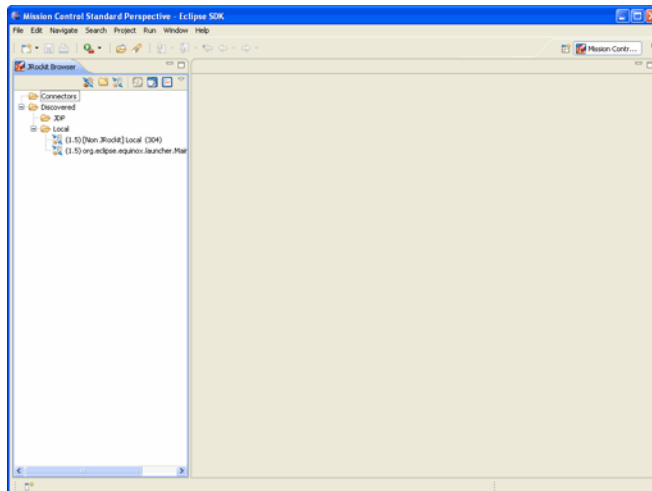 Mission Control Standard Perspective - Eclipse SDK
File Edit Navigate Search Project Run Window Help
Mission Contr...
JRockit Browser
Connectors
Discovered
JDP
Local
(1.5) [Non JRockit] Local (304)
(1.5) org.eclipse.equinox.launcher.Mair